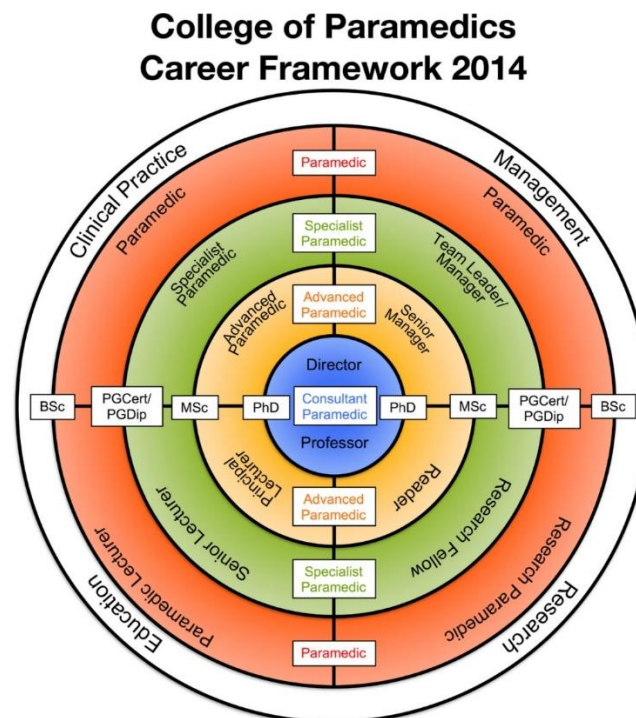 College of Paramedics
Career Framework 2014
Clinical Practice
Management
Paramedic
Paramedic
Paramedic
Specialist
Paramedic
Specialist
Paramedic
Team Leader/
Manager
Advanced
Paramedic
Advanced
Paramedic
Senior
Manager
Director
BSc
PGCert/
PGDip
MSc
PhD
Consultant
Paramedic
PhD
MSc
PGCert/
PGDip
BSc
Professor
Principal
Lecturer
Reader
Advanced
Paramedic
Senior Lecturer
Research Fellow
Specialist
Paramedic
Paramedic Lecturer
Research Paramedic
Paramedic
Education
Research